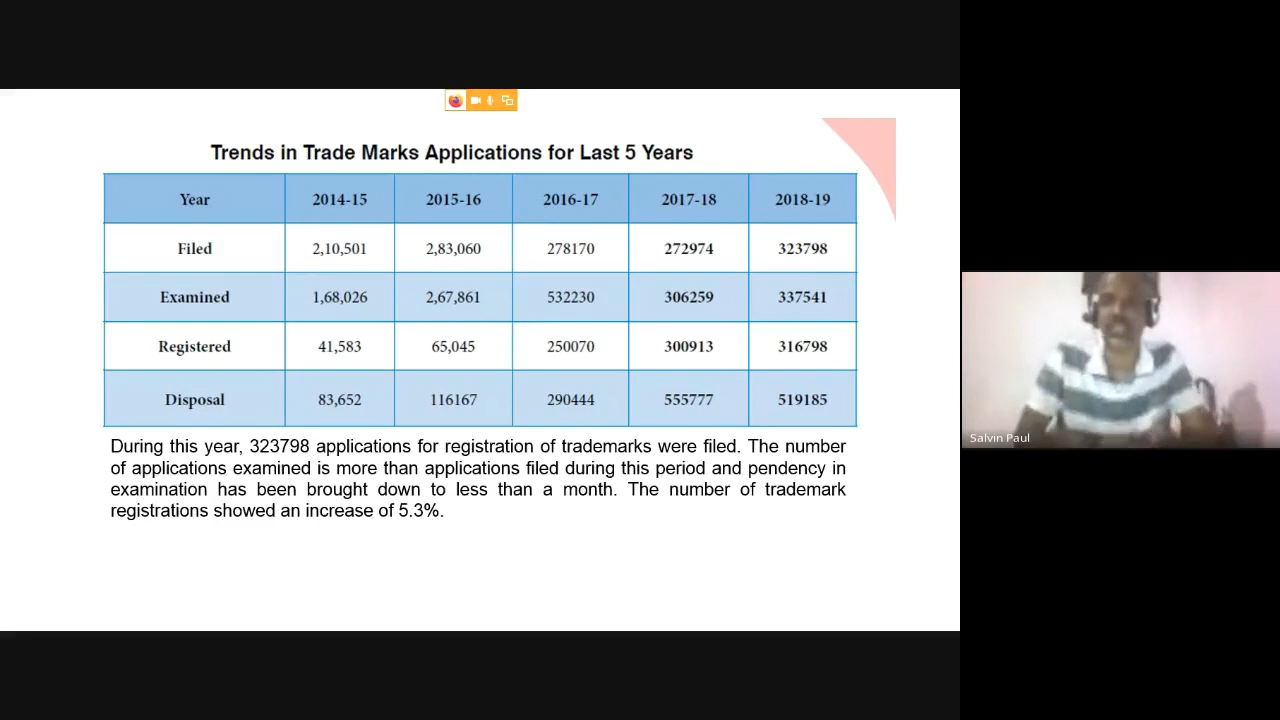 Trends in Trade Marks Applications for Last 5 Years
Year 2014-15 2015-16 2016-17 2017-18 2018-19
Filed 2,10,501 2,83,060 278170 272974 323798
Examined 1,68,026 2,67,861 532230 306259 337541
Registered 41,583 65,045 250070 300913 316798
Disposal 83,652 116167 290444 555777 519185
During this year, 323798 applications for registration of trademarks were filed. The number
of applications examined is more than applications filed during this period and pendency in
examination has been brought down to less than a month. The number of trademark
registrations showed an increase of 5.3%.
Salvin Paul